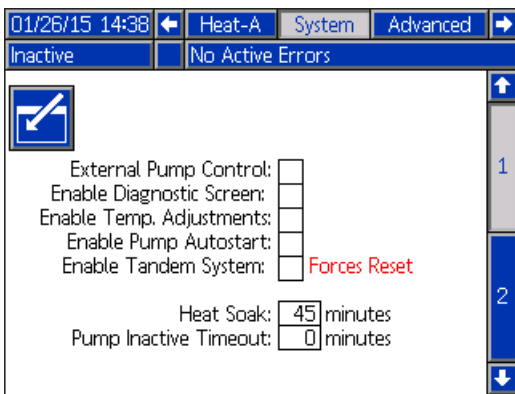 01/26/15 14:38 Heat-A System Advanced
Inactive No Active Errors
1
External Pump Control:
Enable Diagnostic Screen:
Enable Temp. Adjustments:
Enable Pump Autostart:
Enable Tandem System: Forces Reset
2
Heat Soak: 45 minutes
Pump Inactive Timeout: 0 minutes